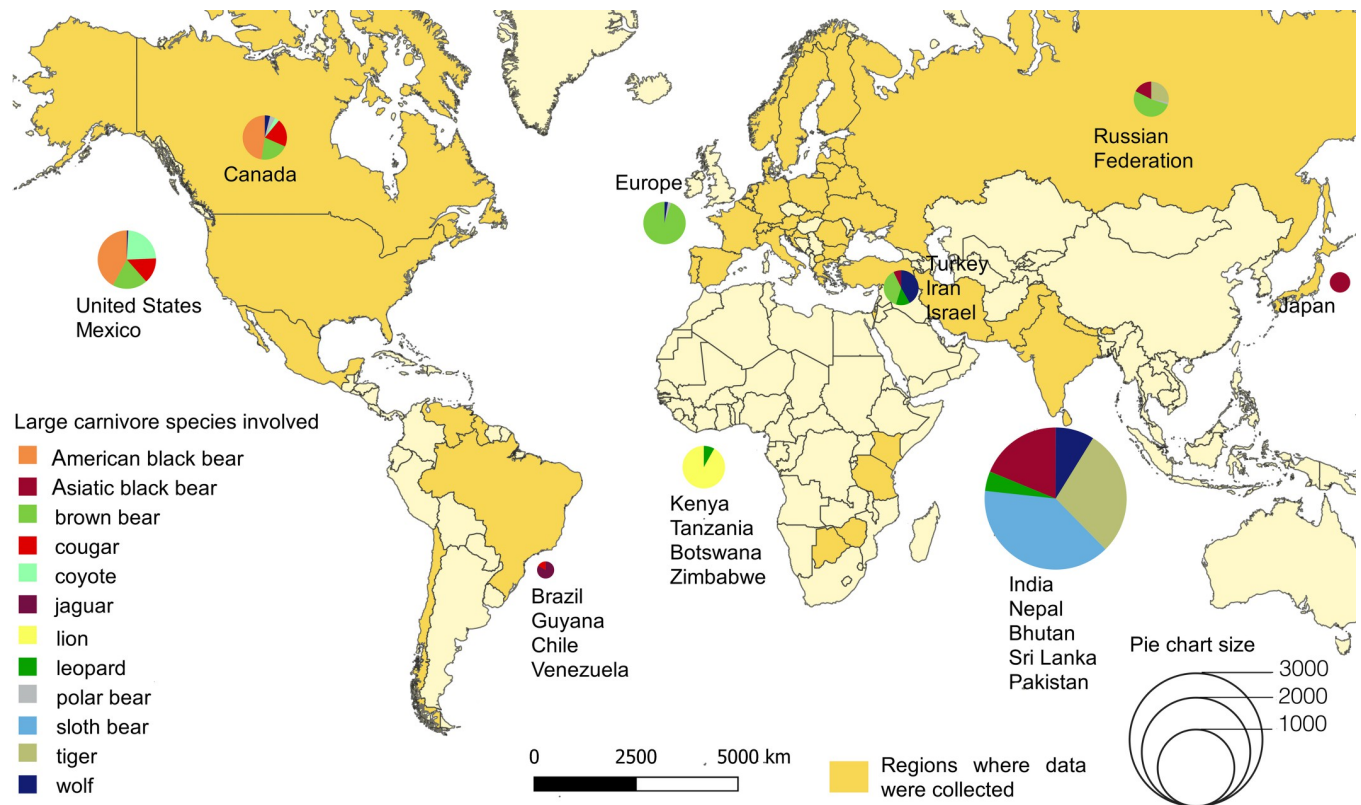 Canada
United States
Mexico
Europe
Russian
Federation
Turkey
Iran
Israel
Japan
Kenya
Tanzania
Botswana
Zimbabwe
Brazil
Guyana
Chile
Venezuela
India
Nepal
Bhutan
Sri Lanka
Pakistan
Large carnivore species involved
American black bear
Asiatic black bear
brown bear
cougar
coyote
jaguar
lion
leopard
polar bear
sloth bear
tiger
wolf
0 2500 5000 km
Regions where data
were collected
Pie chart size
3000
2000
1000